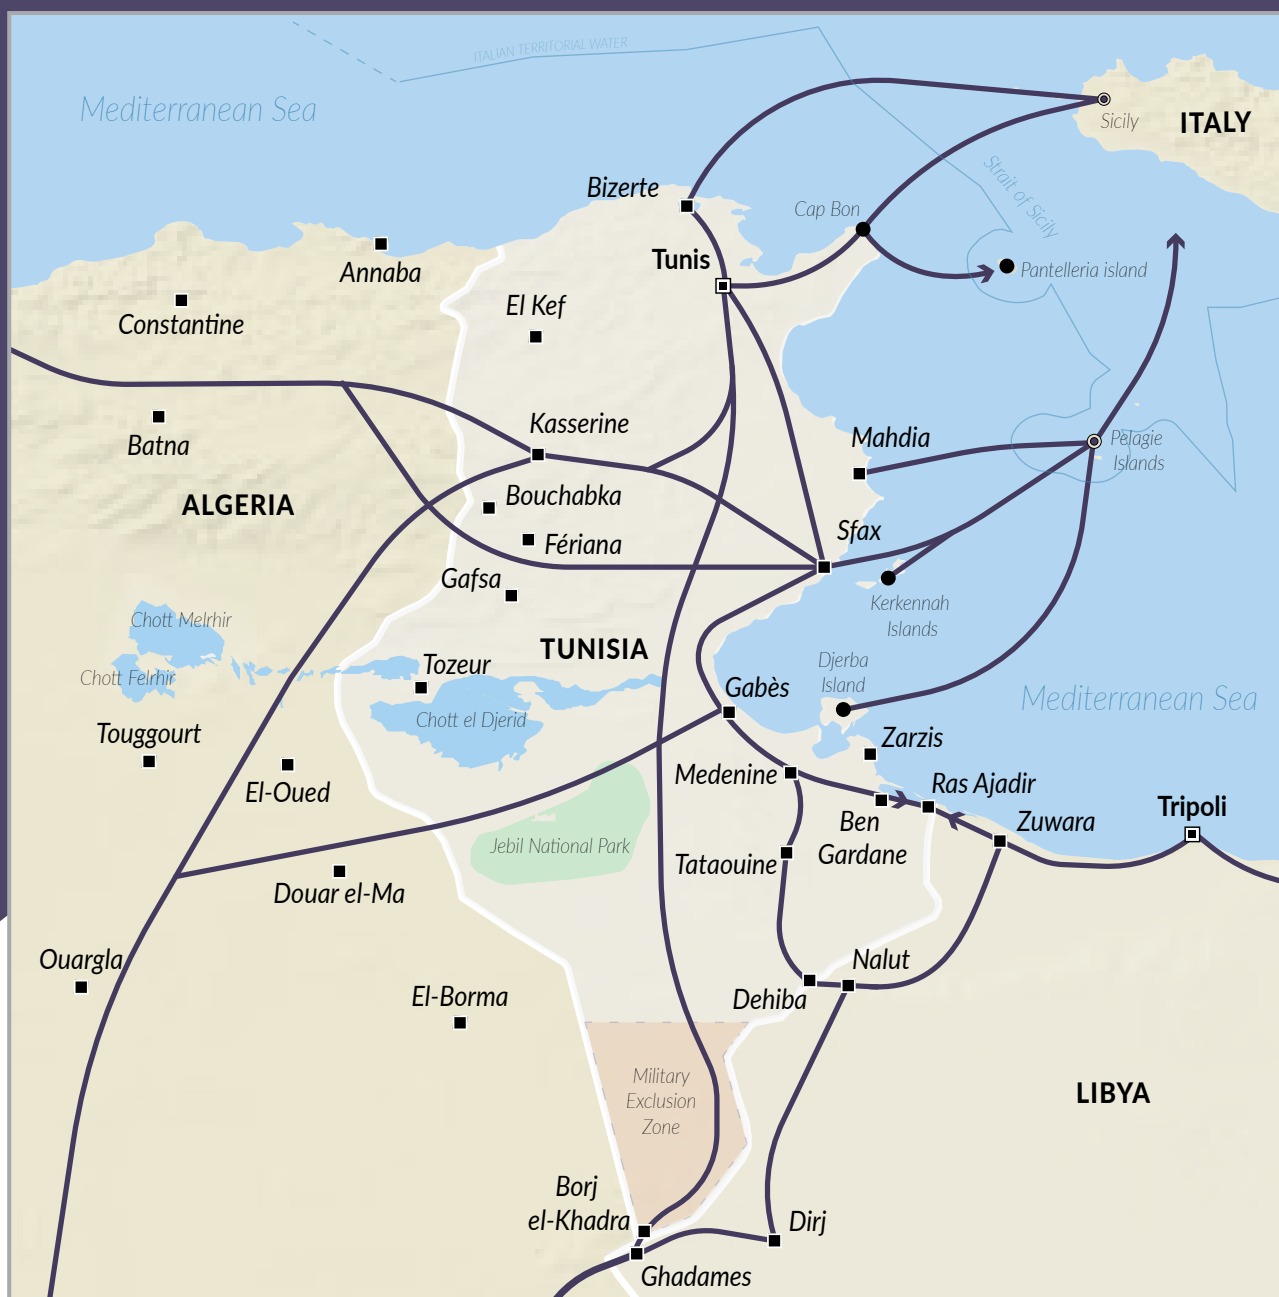 ITALIAN TERRITORIAL WATER
Mediterranean Sea
Sicily
ITALY
Strait of Sicily
Bizerte
Cap Bon
Tunis
Pantelleria island
Annaba
El Kef
Constantine
Kasserine
Mahdia
Pelagie
Islands
Batna
ALGERIA
Bouchabka
Sfax
Fériana
Gafsa
Kerkennah
Islands
Chott Melrhir
TUNISIA
Djerba
Island
Tozeur
Chott Felrhir
Gabès
Mediterranean Sea
Chott el Djerid
Touggourt
Zarzis
Medenine
Ras Ajadir
El-Oued
Tripoli
Ben
Gardane
Zuwara
Jebil National Park
Tataouine
Douar el-Ma
Ouargla
Nalut
El-Borma
Dehiba
Military
Exclusion
Zone
LIBYA
Borj
el-Khadra
Dirj
Ghadames